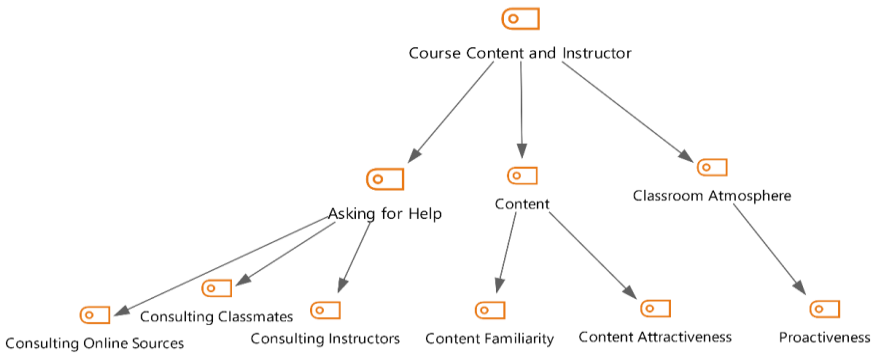 Course Content and Instructor
Asking for Help
Content
Classroom Atmosphere
Consulting Online Sources
Consulting Classmates
Consulting Instructors
Content Familiarity
Content Attractiveness
Proactiveness